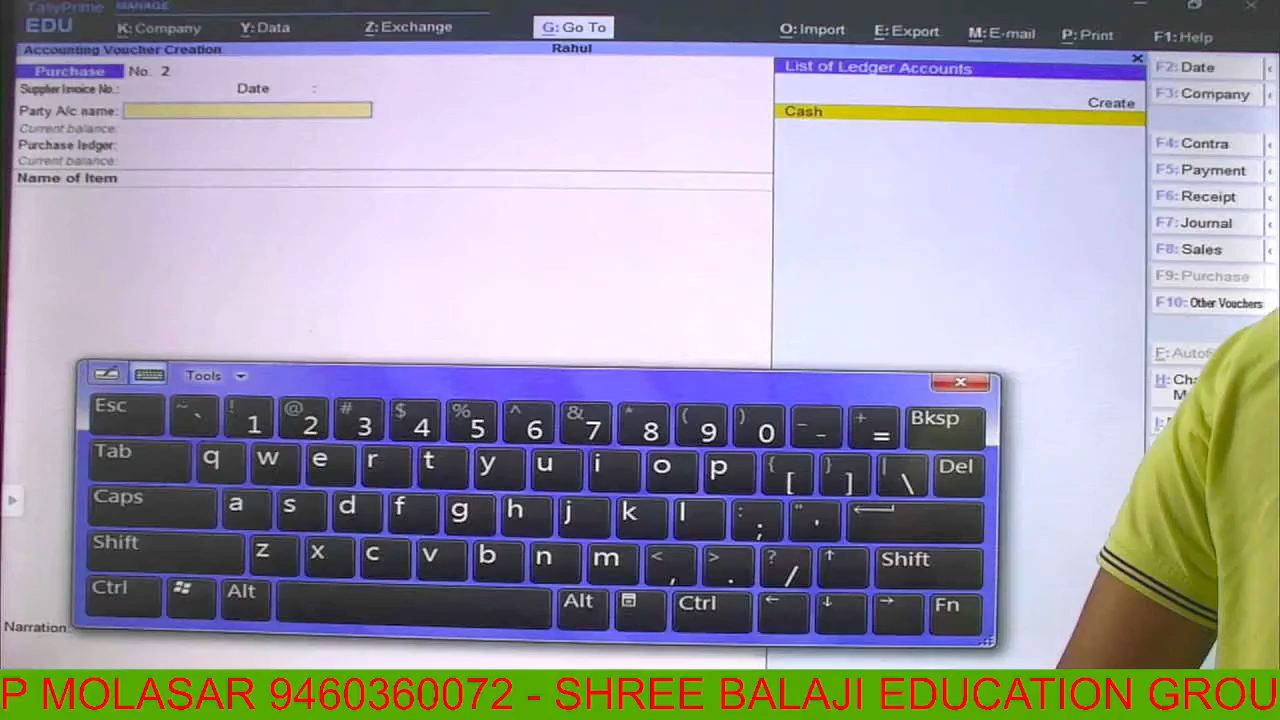 TallyPrime
MANAGE
EDU
K: Company
Y: Data
Z: Exchange
G: Go To
O: Import
E: Export
M: E-mail
P: Print
F1: Help
Accounting Voucher Creation
Rahul
Purchase No. 2
Supplier Invoice No.:
Date :
Party A/c name:
Current balance:
Purchase ledger:
Current balance:
Name of Item
List of Ledger Accounts
Create
Cash
F2: Date
F3: Company
F4: Contra
F5: Payment
F6: Receipt
F7: Journal
F8: Sales
F9: Purchase
F10: Other Vouchers
Tools
Esc ~ ` ! 1 @ 2 # 3 $ 4 % 5 ^ 6 & 7 * 8 ( 9 ) 0 _ - + = Bksp
Tab q w e r t y u i o p { [ } ] | \ Del
Caps a s d f g h j k l : ; " '
Shift z x c v b n m < , > . ? / ↑ Shift
Ctrl Alt Alt Ctrl ← ↓ → Fn
Narration:
P MOLASAR 9460360072 - SHREE BALAJI EDUCATION GROU